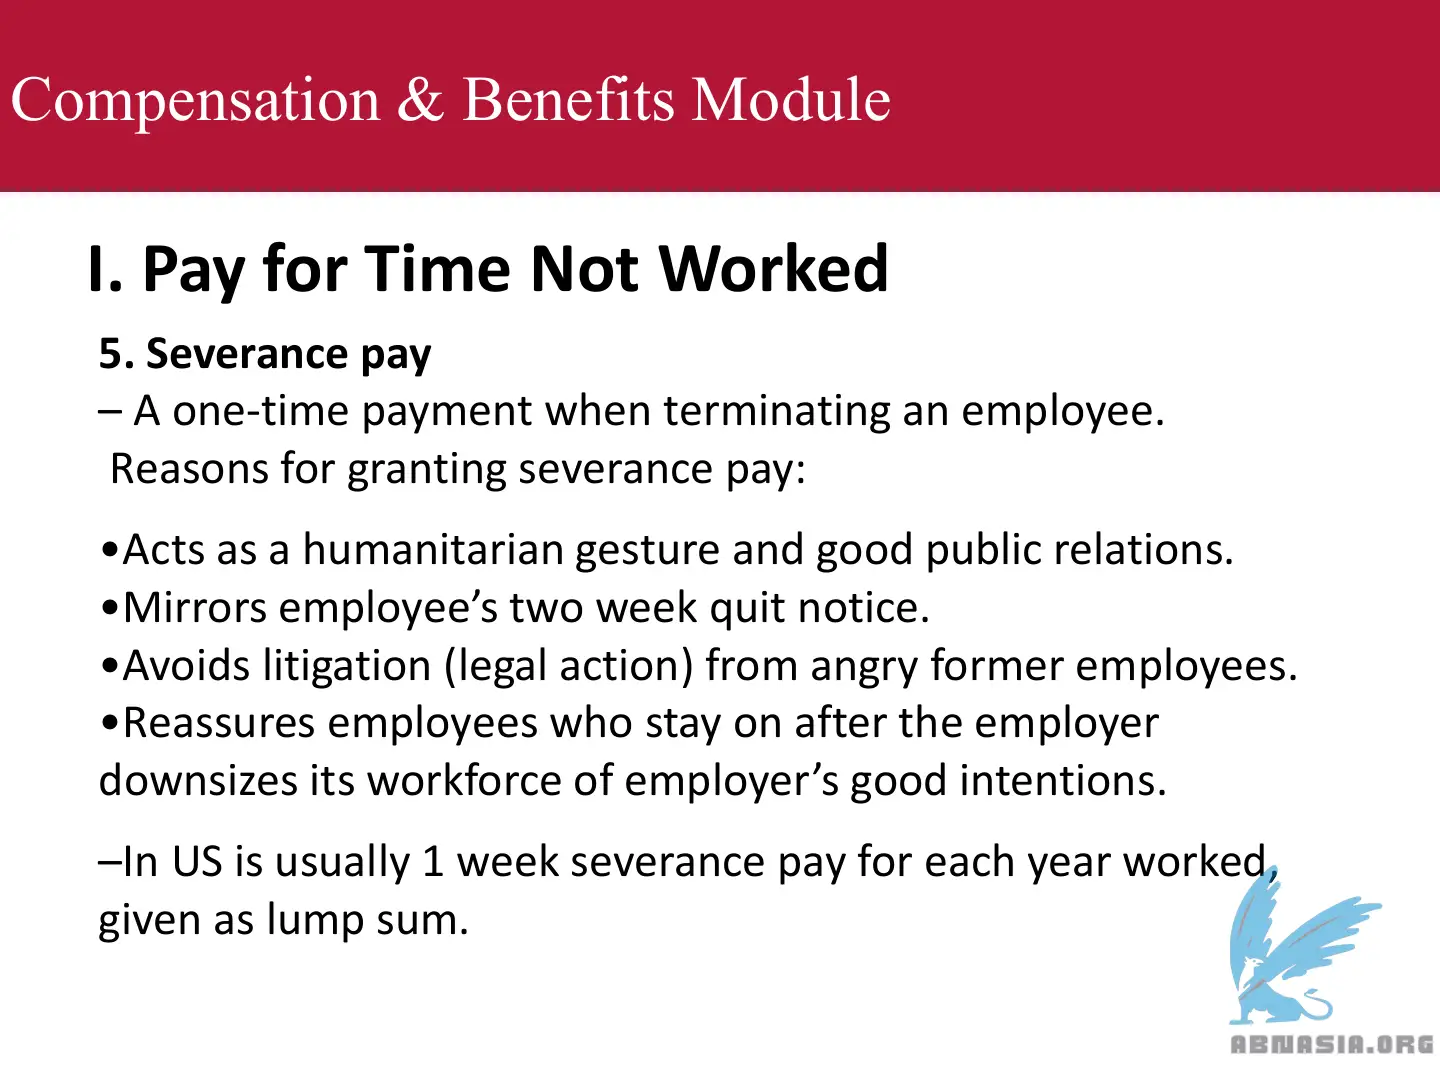 Compensation & Benefits Module
I. Pay for Time Not Worked
5. Severance pay
– A one-time payment when terminating an employee.
Reasons for granting severance pay:
•Acts as a humanitarian gesture and good public relations.
•Mirrors employee’s two week quit notice.
•Avoids litigation (legal action) from angry former employees.
•Reassures employees who stay on after the employer
downsizes its workforce of employer’s good intentions.
–In US is usually 1 week severance pay for each year worked,
given as lump sum.
ABNASIA.ORG